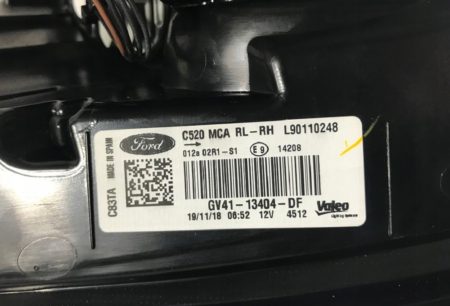 C520 MCA RL-RH L90110248
Ford
012a 02R1-S1 E9 14208
MADE IN SPAIN
C83TA
GV41-13404-DF
19/11/18 06:52 12V 4512
Valeo